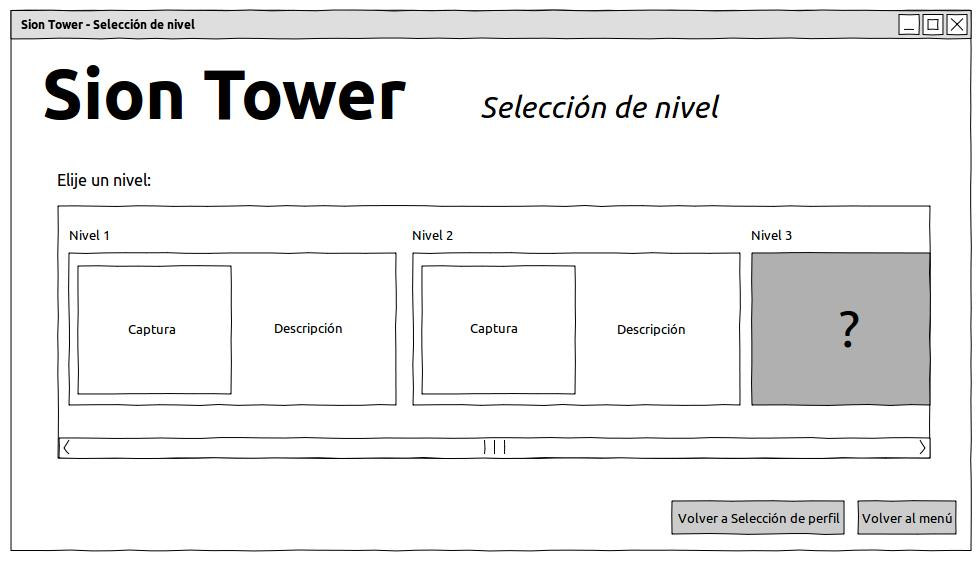 Sion Tower - Selección de nivel
Sion Tower
Selección de nivel
Elije un nivel:
Nivel 1
Nivel 2
Nivel 3
Captura
Descripción
Captura
Descripción
?
Volver a Selección de perfil
Volver al menú